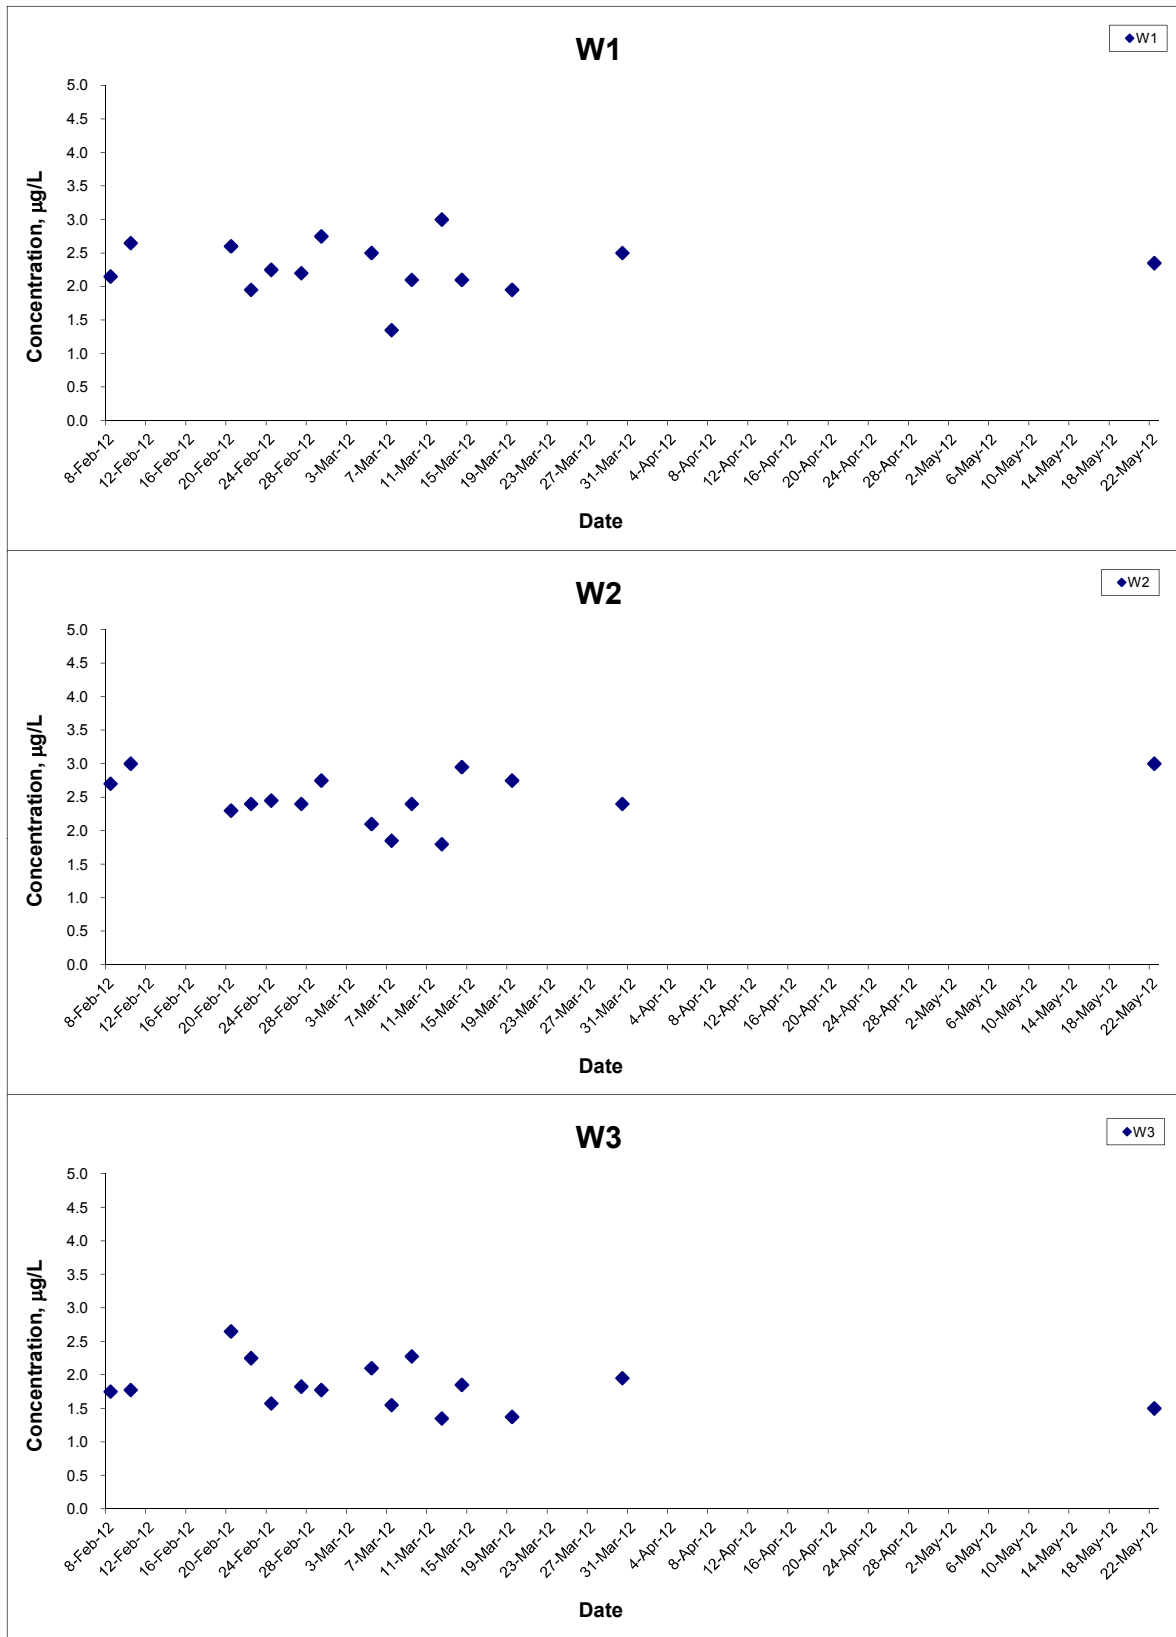 W1
W1
5.0
4.5
4.0
3.5
3.0
2.5
2.0
1.5
1.0
0.5
0.0
Concentration, µg/L
8-Feb-12
12-Feb-12
16-Feb-12
20-Feb-12
24-Feb-12
28-Feb-12
3-Mar-12
7-Mar-12
11-Mar-12
15-Mar-12
19-Mar-12
23-Mar-12
27-Mar-12
31-Mar-12
4-Apr-12
8-Apr-12
12-Apr-12
16-Apr-12
20-Apr-12
24-Apr-12
28-Apr-12
2-May-12
6-May-12
10-May-12
14-May-12
18-May-12
22-May-12
Date
W2
W2
5.0
4.5
4.0
3.5
3.0
2.5
2.0
1.5
1.0
0.5
0.0
Concentration, µg/L
8-Feb-12
12-Feb-12
16-Feb-12
20-Feb-12
24-Feb-12
28-Feb-12
3-Mar-12
7-Mar-12
11-Mar-12
15-Mar-12
19-Mar-12
23-Mar-12
27-Mar-12
31-Mar-12
4-Apr-12
8-Apr-12
12-Apr-12
16-Apr-12
20-Apr-12
24-Apr-12
28-Apr-12
2-May-12
6-May-12
10-May-12
14-May-12
18-May-12
22-May-12
Date
W3
W3
5.0
4.5
4.0
3.5
3.0
2.5
2.0
1.5
1.0
0.5
0.0
Concentration, µg/L
8-Feb-12
12-Feb-12
16-Feb-12
20-Feb-12
24-Feb-12
28-Feb-12
3-Mar-12
7-Mar-12
11-Mar-12
15-Mar-12
19-Mar-12
23-Mar-12
27-Mar-12
31-Mar-12
4-Apr-12
8-Apr-12
12-Apr-12
16-Apr-12
20-Apr-12
24-Apr-12
28-Apr-12
2-May-12
6-May-12
10-May-12
14-May-12
18-May-12
22-May-12
Date